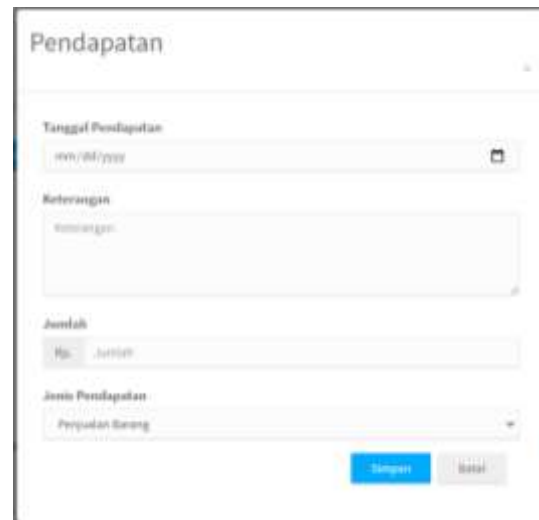 Pendapatan
Tanggal Pendapatan
mm/dd/yyyy
Keterangan
Keterangan
Jumlah
Rp. Jumlah
Jenis Pendapatan
Penjualan Barang
Simpan Batal